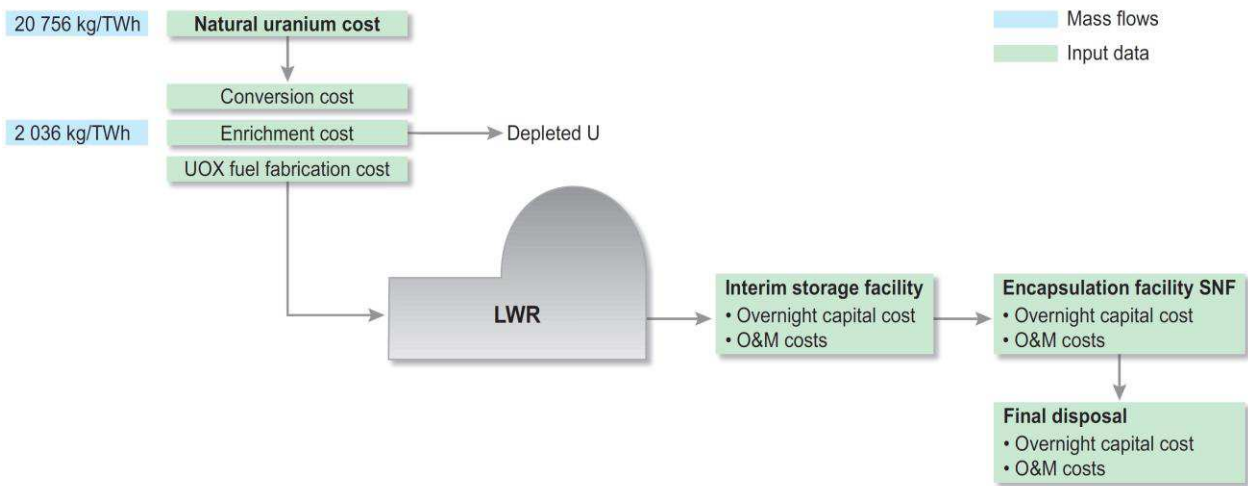 20 756 kg/TWh
Natural uranium cost
Mass flows
Input data
Conversion cost
2 036 kg/TWh
Enrichment cost
Depleted U
UOX fuel fabrication cost
LWR
Interim storage facility
• Overnight capital cost
• O&M costs
Encapsulation facility SNF
• Overnight capital cost
• O&M costs
Final disposal
• Overnight capital cost
• O&M costs